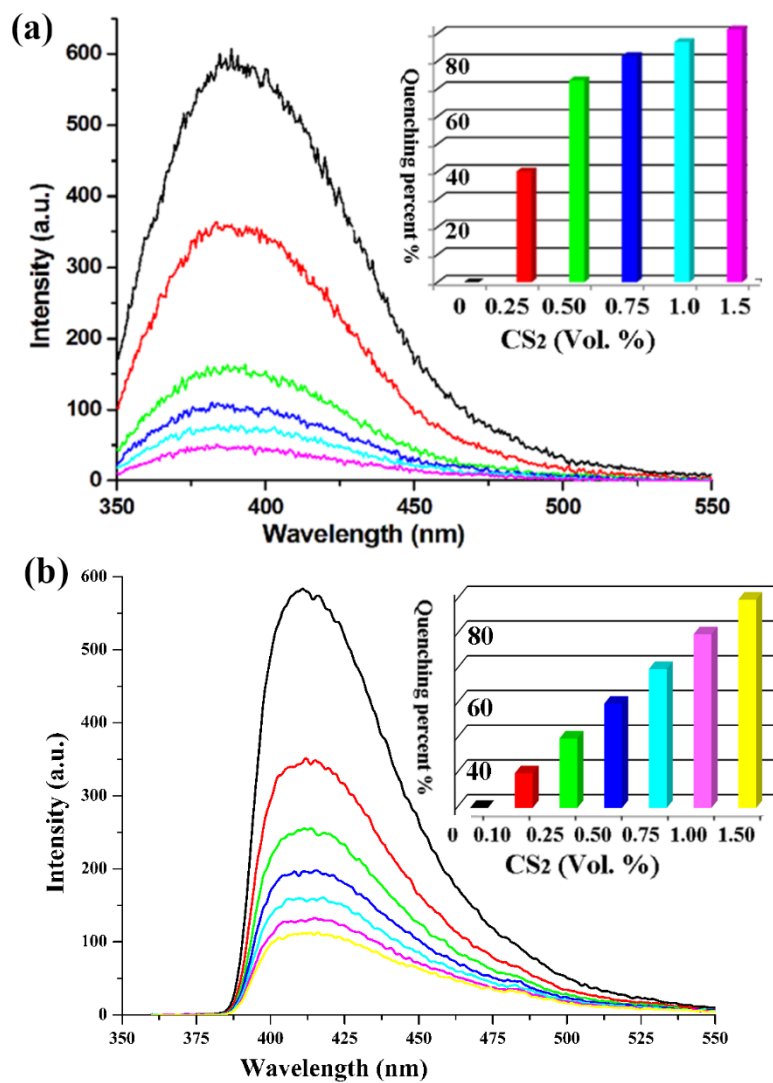 (a)
600
500
400
300
200
100
0
Intensity (a.u.)
350 400 450 500 550
Wavelength (nm)
Quenching percent %
80
60
40
20
0 0.25 0.50 0.75 1.0 1.5
CS2 (Vol. %)
(b)
600
500
400
300
200
100
0
Intensity (a.u.)
350 375 400 425 450 475 500 525 550
Wavelength (nm)
Quenching percent %
80
60
40
0 0.10 0.25 0.50 0.75 1.00 1.50
CS2 (Vol. %)